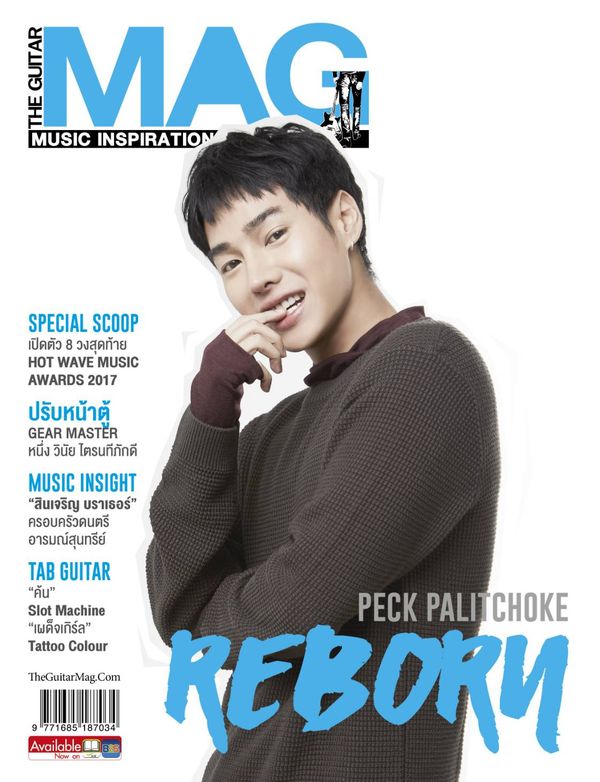 THE GUITAR
MAG
MUSIC INSPIRATION
SPECIAL SCOOP
เปิดตัว 8 วงสุดท้าย
HOT WAVE MUSIC
AWARDS 2017
ปรับหน้าตู้
GEAR MASTER
หนึ่ง วินัย ไตรนทีภักดี
MUSIC INSIGHT
“สินเจริญ บราเธอร์”
ครอบครัวดนตรี
อารมณ์สุนทรีย์
TAB GUITAR
“ค้น”
Slot Machine
“เผด็จเกิร์ล”
Tattoo Colour
TheGuitarMag.Com
9 771685 187034
Available
Now on
PECK PALITCHOKE
REBORN